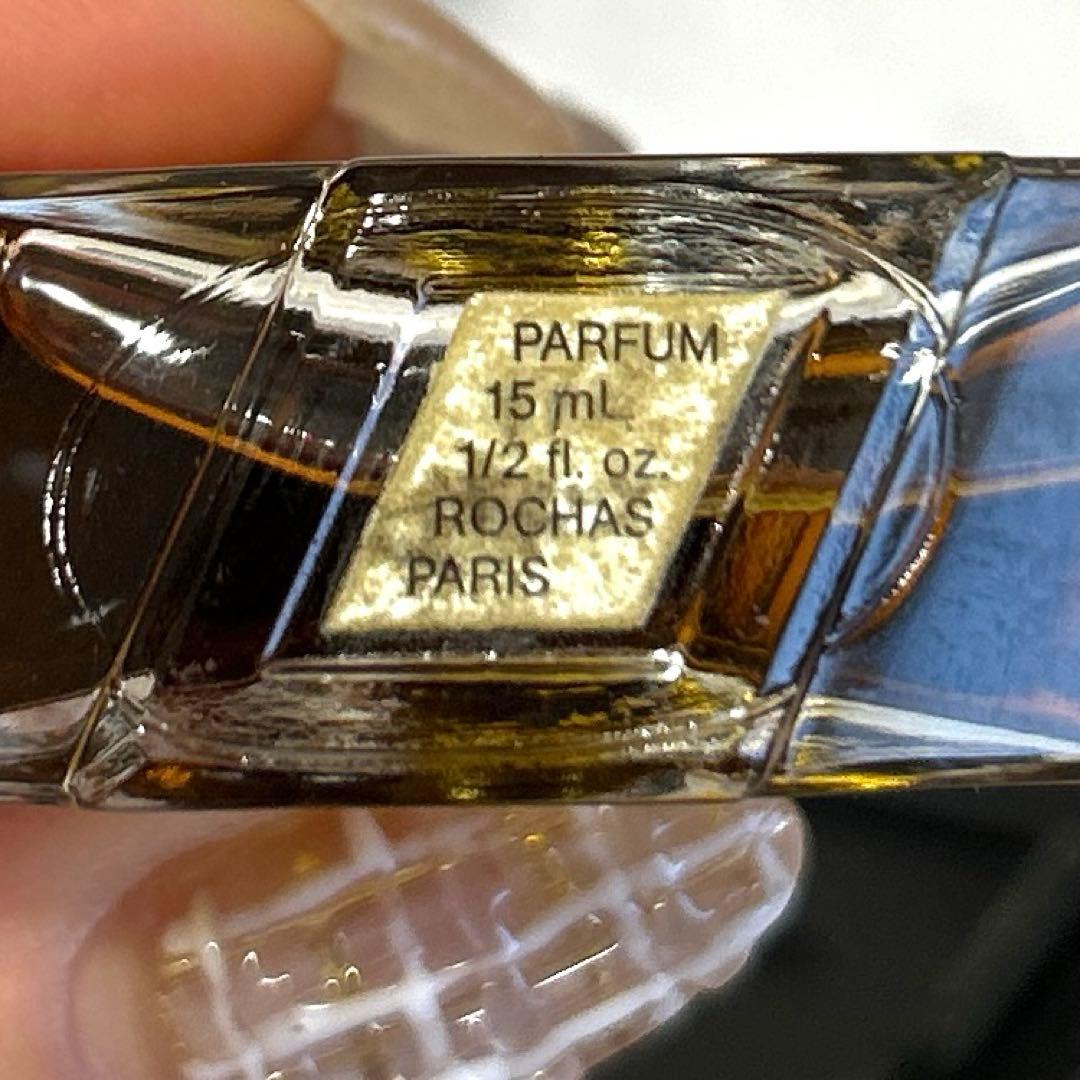 PARFUM
15 mL
1/2 fl. oz.
ROCHAS
PARIS